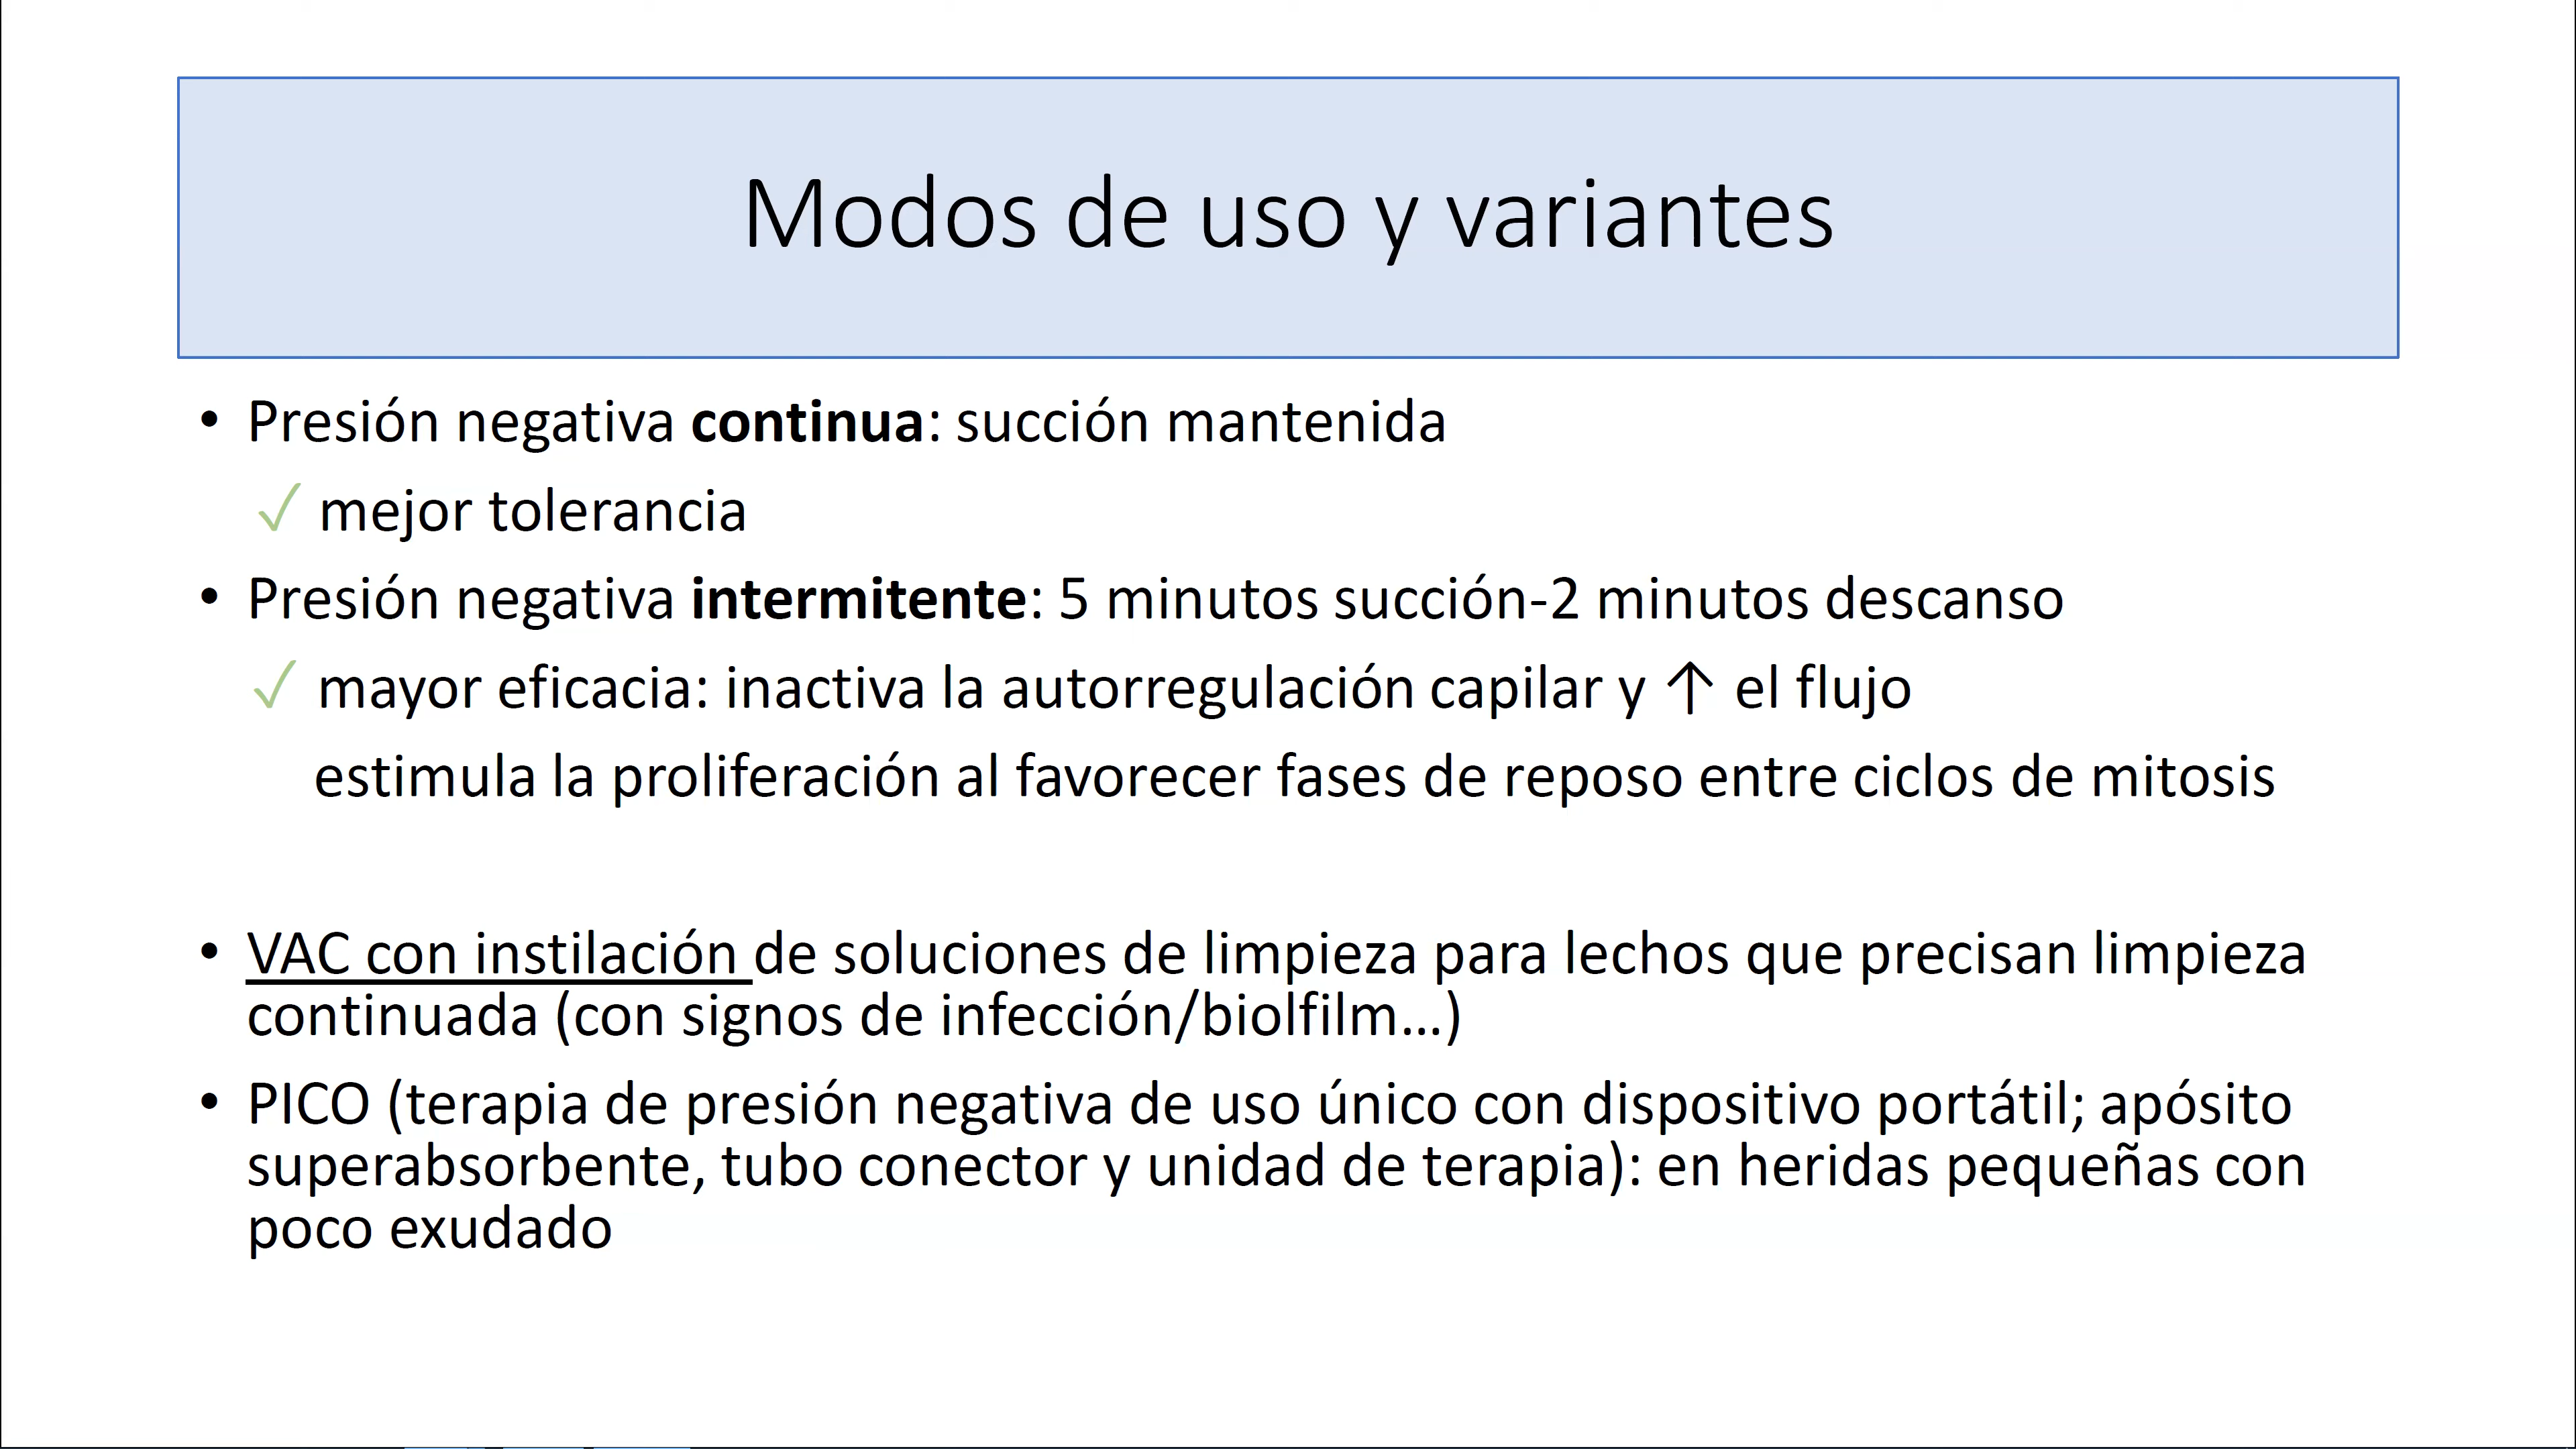 Modos de uso y variantes
• Presión negativa continua: succión mantenida
✓ mejor tolerancia
• Presión negativa intermitente: 5 minutos succión-2 minutos descanso
✓ mayor eficacia: inactiva la autorregulación capilar y ↑ el flujo
estimula la proliferación al favorecer fases de reposo entre ciclos de mitosis
• VAC con instilación de soluciones de limpieza para lechos que precisan limpieza
continuada (con signos de infección/biolfilm…)
• PICO (terapia de presión negativa de uso único con dispositivo portátil; apósito
superabsorbente, tubo conector y unidad de terapia): en heridas pequeñas con
poco exudado